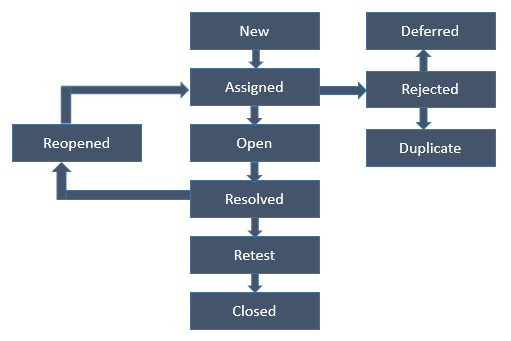 New
Deferred
Assigned
Rejected
Reopened
Open
Duplicate
Resolved
Retest
Closed